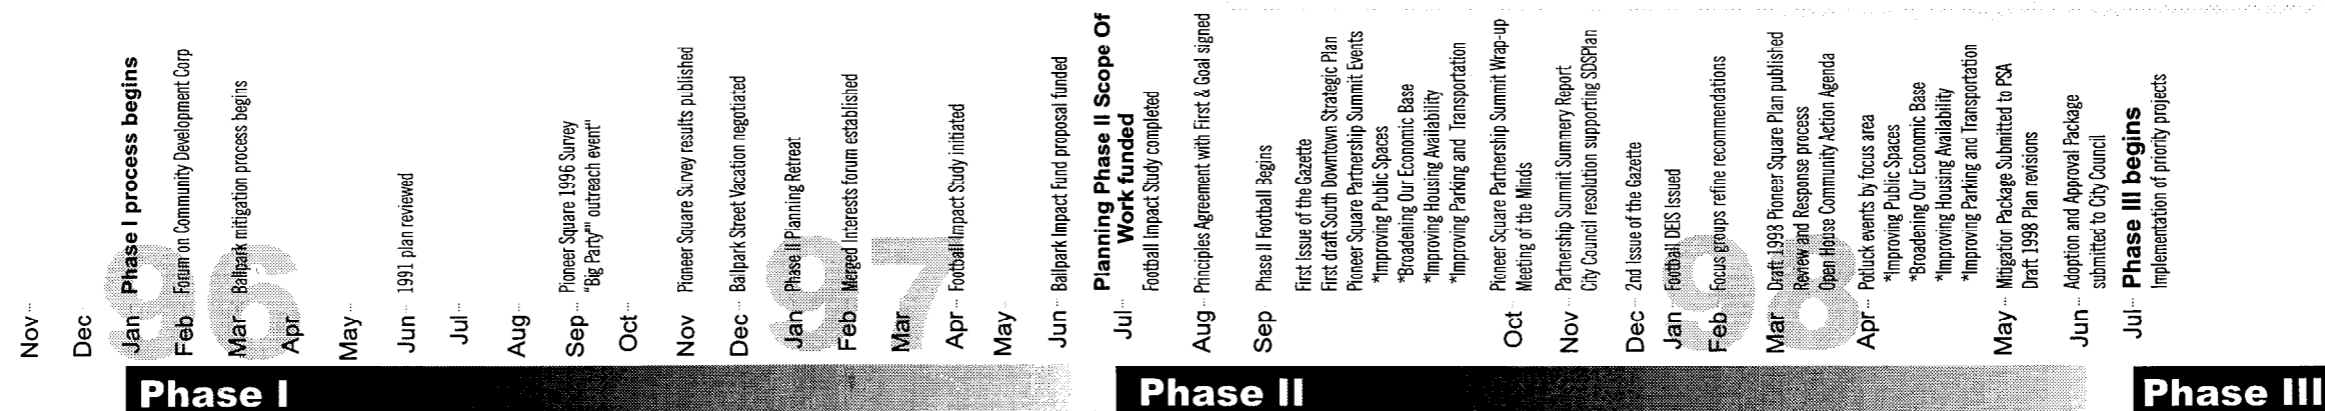 Nov
Dec
96
Jan
Phase I process begins
Feb
Forum on Community Development Corp
Mar
Ballpark mitigation process begins
Apr
May
Jun
1991 plan reviewed
Jul
Aug
Sep
Pioneer Square 1996 Survey
"Big Party"" outreach event"
Oct
Nov
Pioneer Square Survey results published
Dec
Ballpark Street Vacation negotiated
97
Jan
Phase II Planning Retreat
Feb
Merged Interests forum established
Mar
Apr
Football Impact Study initiated
May
Jun
Ballpark Impact Fund proposal funded
Jul
Planning Phase II Scope Of
Work funded
Football Impact Study completed
Aug
Principles Agreement with First & Goal signed
Sep
Phase II Football Begins
First Issue of the Gazette
First draft South Downtown Strategic Plan
Pioneer Square Partnership Summit Events
*Improving Public Spaces
*Broadening Our Economic Base
*Improving Housing Availability
*Improving Parking and Transportation
Oct
Pioneer Square Partnership Summit Wrap-up
Meeting of the Minds
Nov
Partnership Summit Summery Report
City Council resolution supporting SDSPlan
Dec
2nd Issue of the Gazette
98
Jan
Football DEIS Issued
Feb
Focus groups refine recommendations
Mar
Draft 1998 Pioneer Square Plan published
Review and Response process
Open House Community Action Agenda
Apr
Potluck events by focus area
*Improving Public Spaces
*Broadening Our Economic Base
*Improving Housing Availability
*Improving Parking and Transportation
May
Mitigation Package Submitted to PSA
Draft 1998 Plan revisions
Jun
Adoption and Approval Package
submitted to City Council
Jul
Phase III begins
Implementation of priority projects
Phase I
Phase II
Phase III